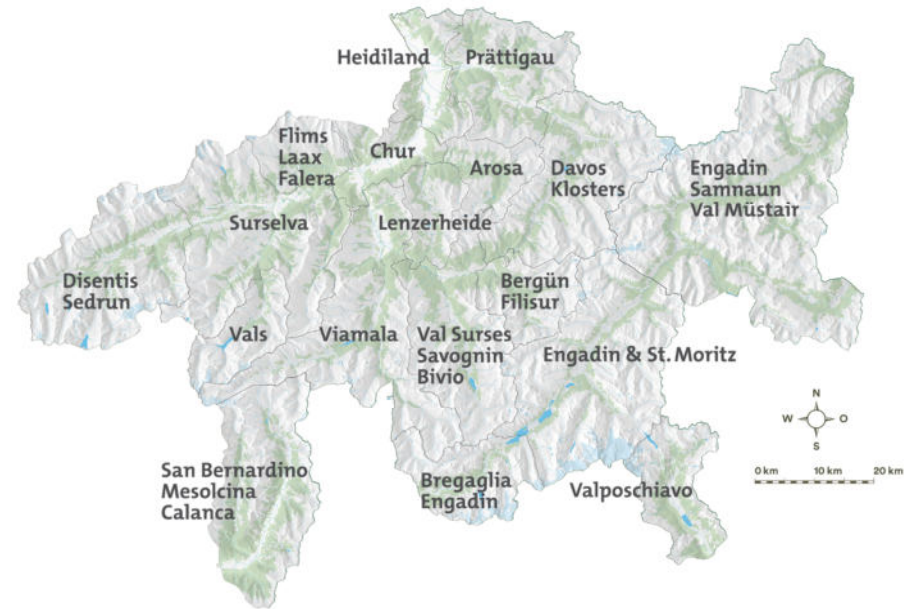 Heidiland
Prättigau
Flims
Laax
Falera
Chur
Arosa
Davos
Klosters
Engadin
Samnaun
Val Müstair
Surselva
Lenzerheide
Disentis
Sedrun
Bergün
Filisur
Vals
Viamala
Val Surses
Savognin
Bivio
Engadin & St. Moritz
N
W
O
S
0 km
10 km
20 km
San Bernardino
Mesolcina
Calanca
Bregaglia
Engadin
Valposchiavo